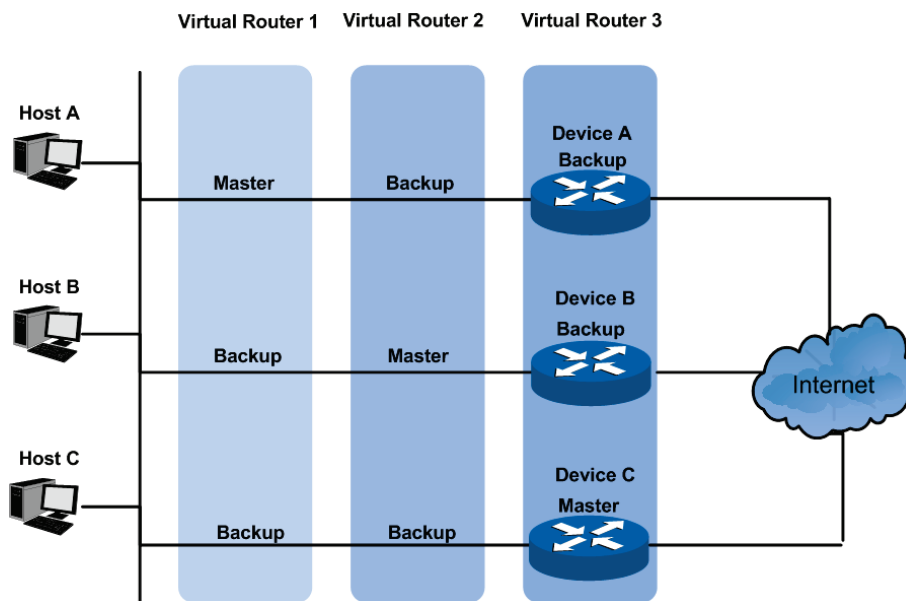 Virtual Router 1 Virtual Router 2 Virtual Router 3
Host A
Device A
Backup
Master Backup
Host B
Device B
Backup
Backup Master
Internet
Host C
Device C
Master
Backup Backup